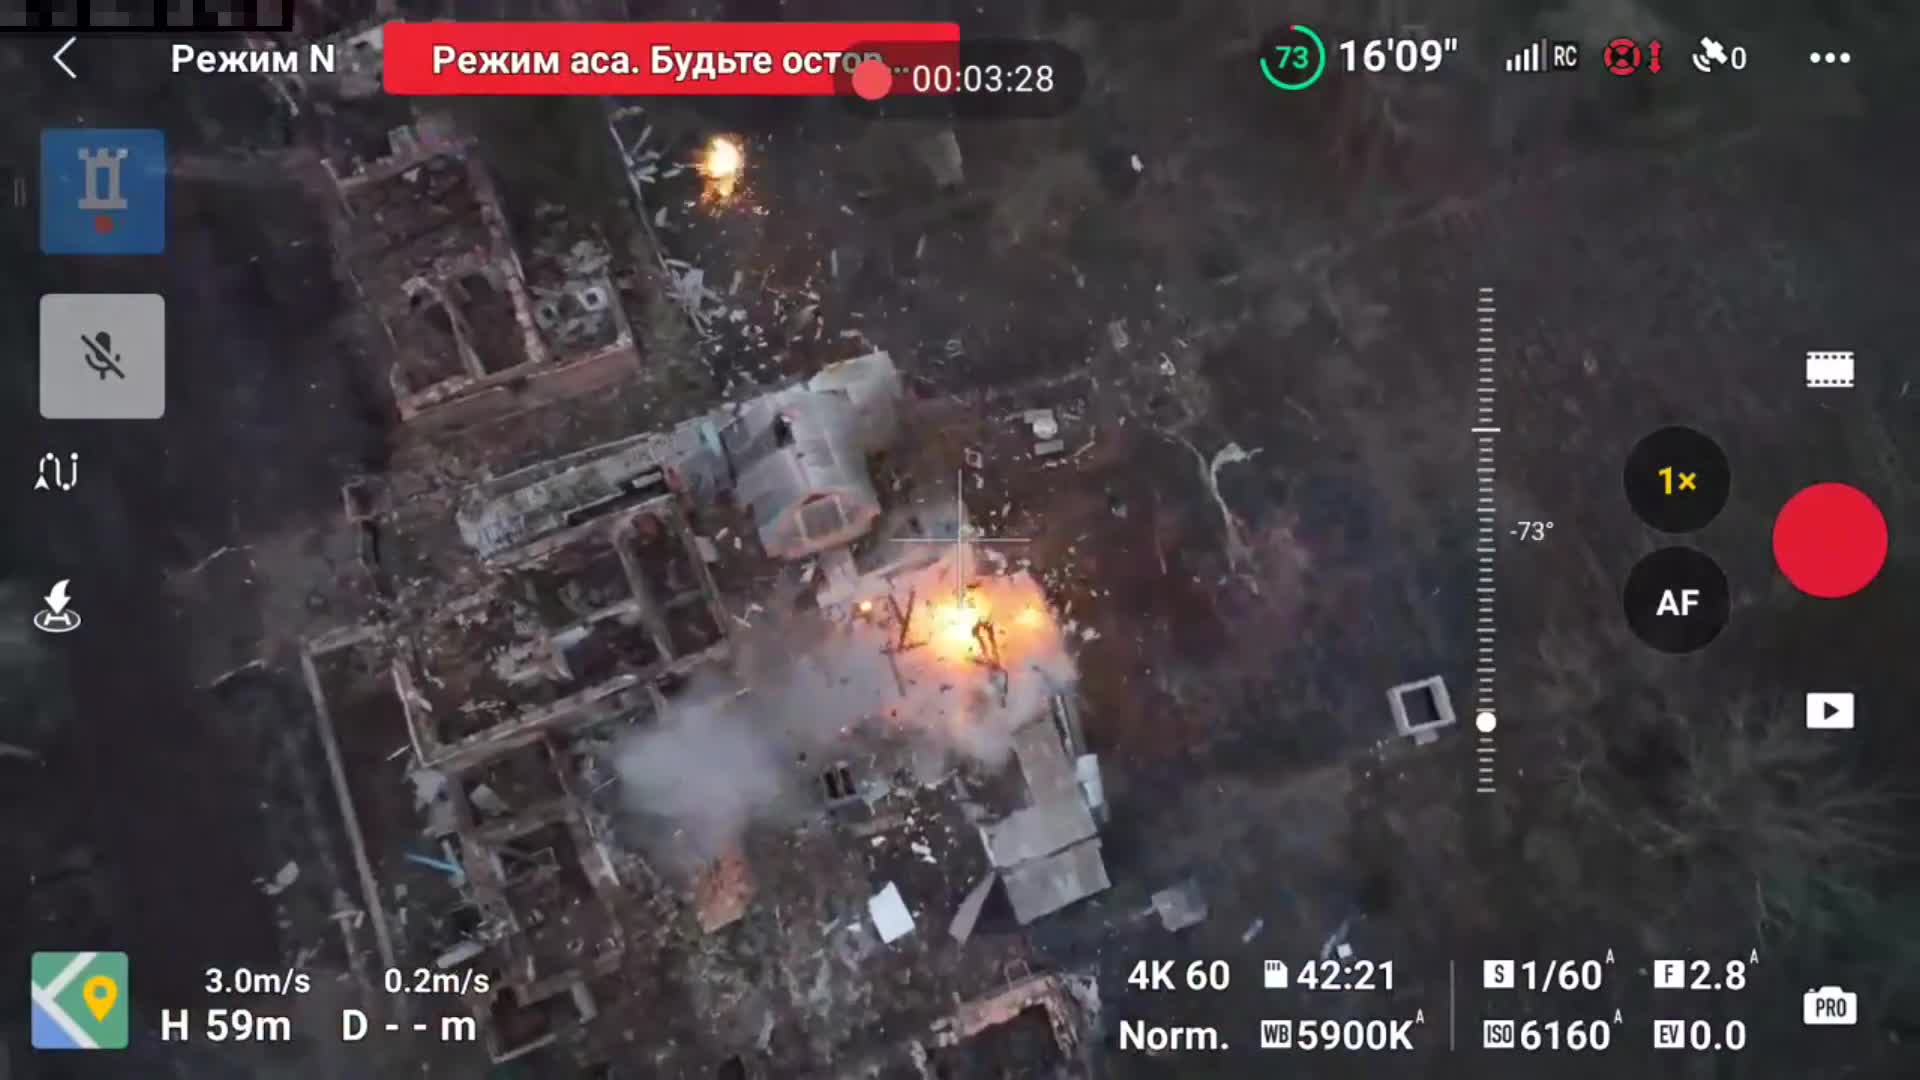 Режим N
Режим аса. Будьте остор...
00:03:28
73
16'09"
RC
0
-73°
1×
AF
3.0m/s 0.2m/s
H 59m D - - m
4K 60 42:21
S 1/60 A F 2.8 A
Norm. WB 5900K A
ISO 6160 A EV 0.0
PRO